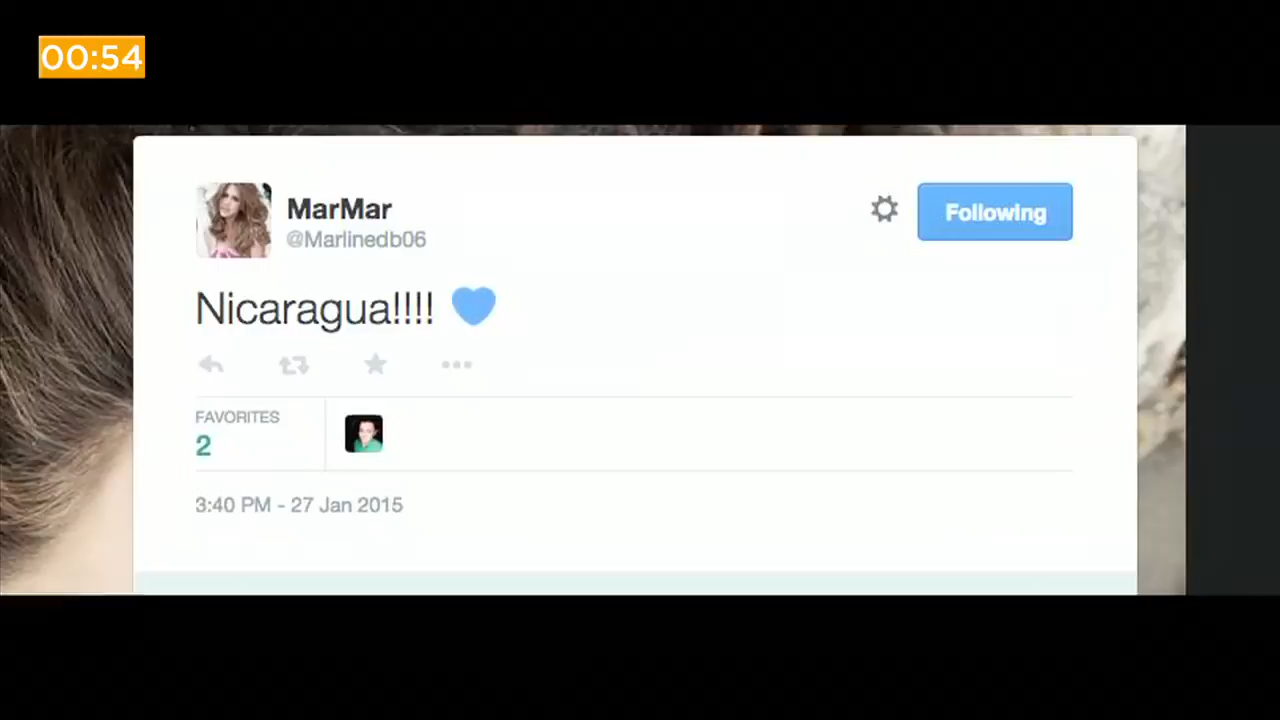 00:54
MarMar
@Marlinedb06
Following
Nicaragua!!!! 💙
FAVORITES
2
3:40 PM - 27 Jan 2015